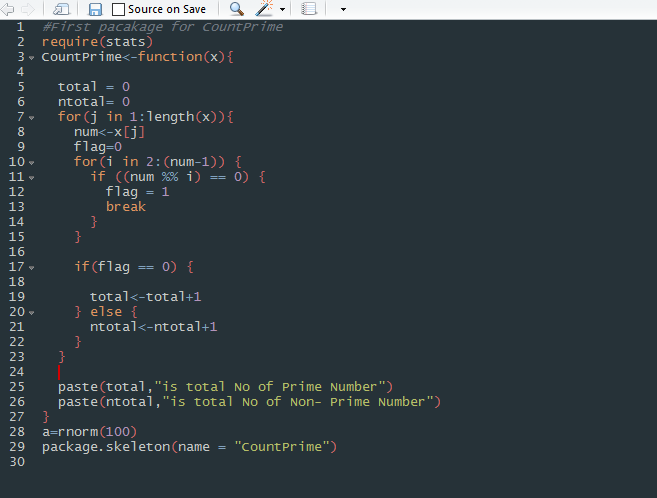 Source on Save
1 #First pacakage for CountPrime
2 require(stats)
3 CountPrime<-function(x){
4
5 total = 0
6 ntotal= 0
7 for(j in 1:length(x)){
8 num<-x[j]
9 flag=0
10 for(i in 2:(num-1)) {
11 if ((num %% i) == 0) {
12 flag = 1
13 break
14 }
15 }
16
17 if(flag == 0) {
18
19 total<-total+1
20 } else {
21 ntotal<-ntotal+1
22 }
23 }
24
25 paste(total,"is total No of Prime Number")
26 paste(ntotal,"is total No of Non- Prime Number")
27 }
28 a=rnorm(100)
29 package.skeleton(name = "CountPrime")
30